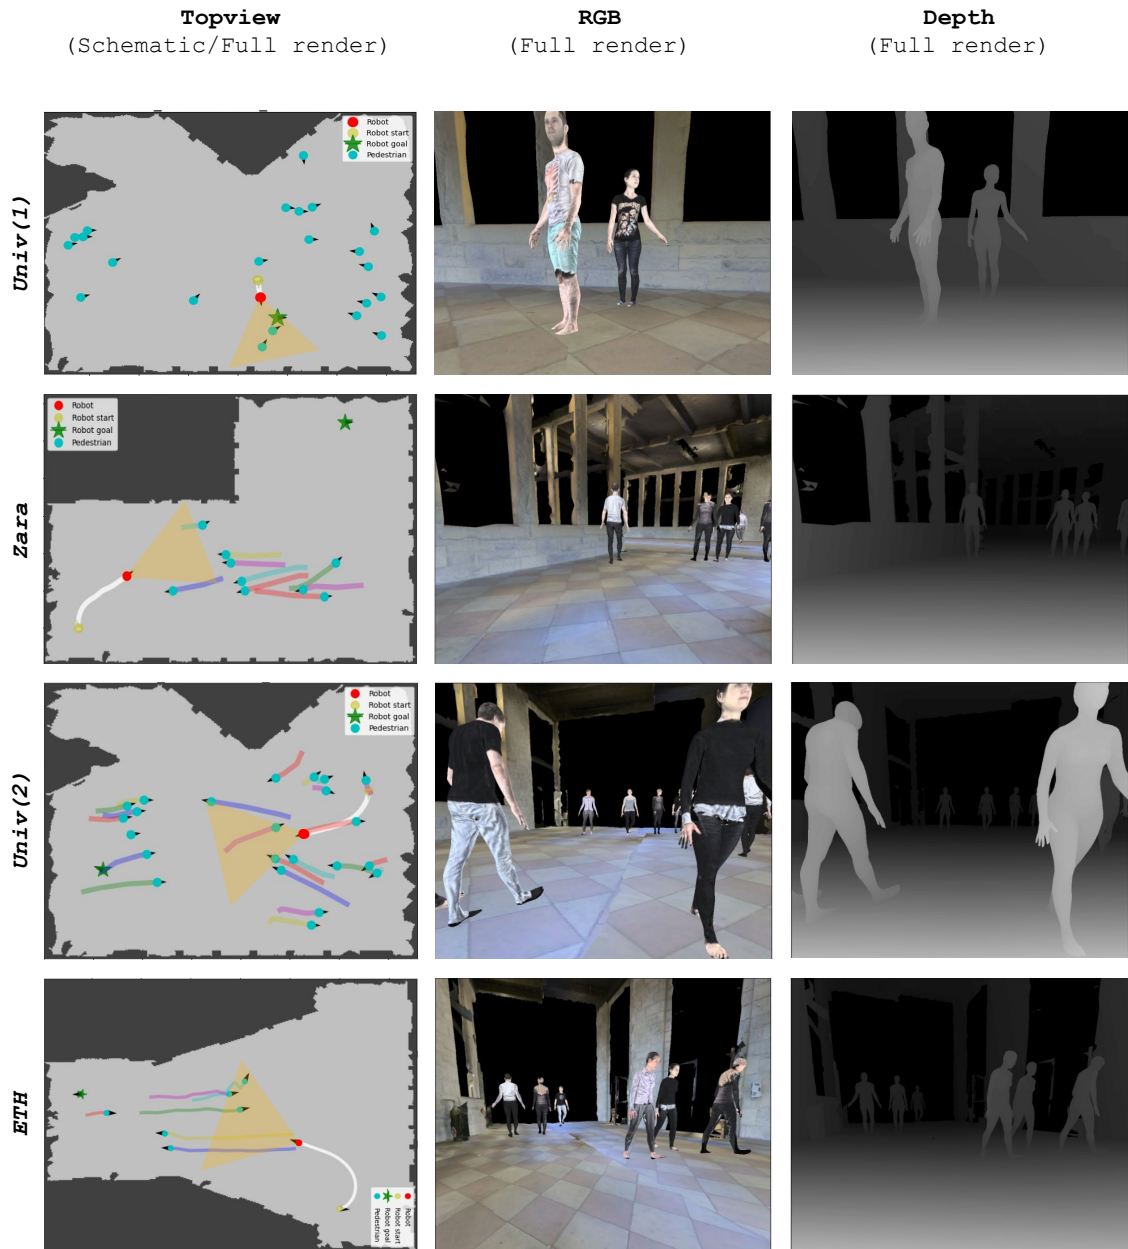 Topview
(Schematic/Full render)
RGB
(Full render)
Depth
(Full render)
Univ(1)
Robot
Robot start
Robot goal
Pedestrian
Zara
Robot
Robot start
Robot goal
Pedestrian
Univ(2)
Robot
Robot start
Robot goal
Pedestrian
ETH
Robot
Robot start
Robot goal
Pedestrian